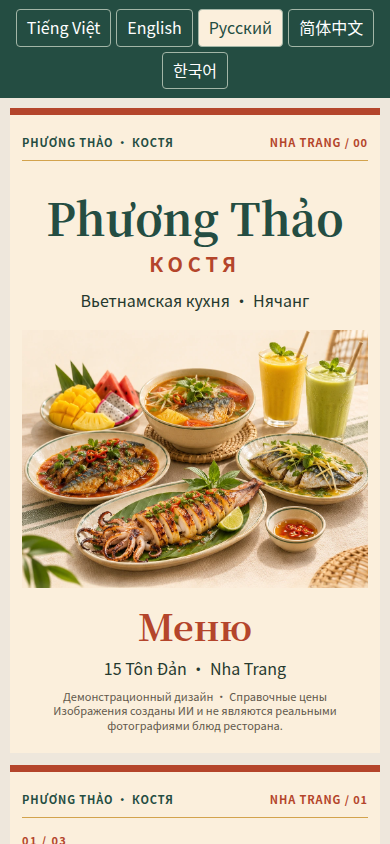 Tiếng Việt
English
Русский
简体中文
한국어
PHƯƠNG THẢO • КОСТЯ
NHA TRANG / 00
Phương Thảo
КОСТЯ
Вьетнамская кухня • Нячанг
Меню
15 Tôn Đản • Nha Trang
Демонстрационный дизайн • Справочные цены
Изображения созданы ИИ и не являются реальными
фотографиями блюд ресторана.
PHƯƠNG THẢO • КОСТЯ
NHA TRANG / 01
01 / 03